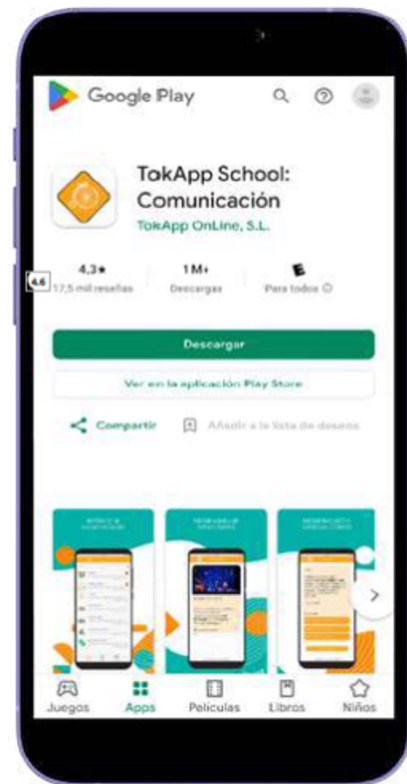 Google Play
TokApp School:
Comunicación
TokApp OnLine, S.L.
4,3★
1 M+
E
4.6
17,5 mil reseñas
Descargas
Para todos
Descargar
Ver en la aplicación Play Store
Compartir
Añadir a la lista de deseos
Juegos
Apps
Películas
Libros
Niños